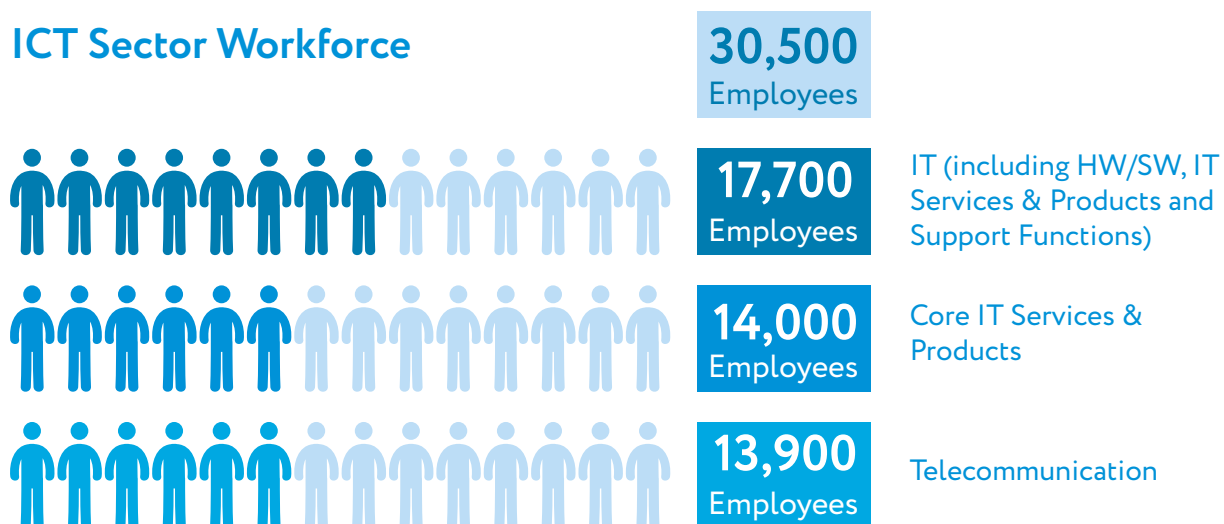 ICT Sector Workforce
30,500
Employees
17,700
Employees
IT (including HW/SW, IT
Services & Products and
Support Functions)
14,000
Employees
Core IT Services &
Products
13,900
Employees
Telecommunication